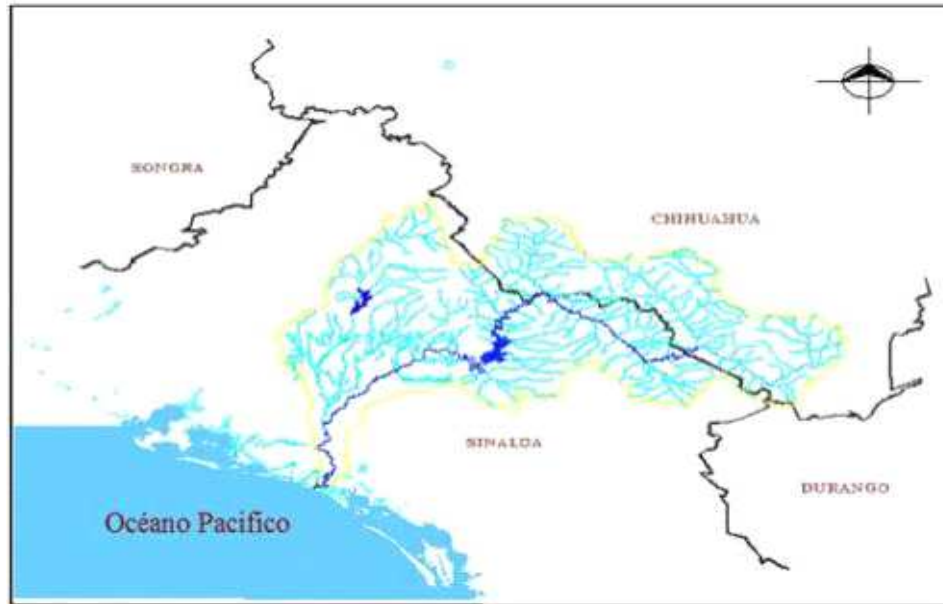 SONORA
CHIHUAHUA
SINALOA
DURANGO
Océano Pacifico